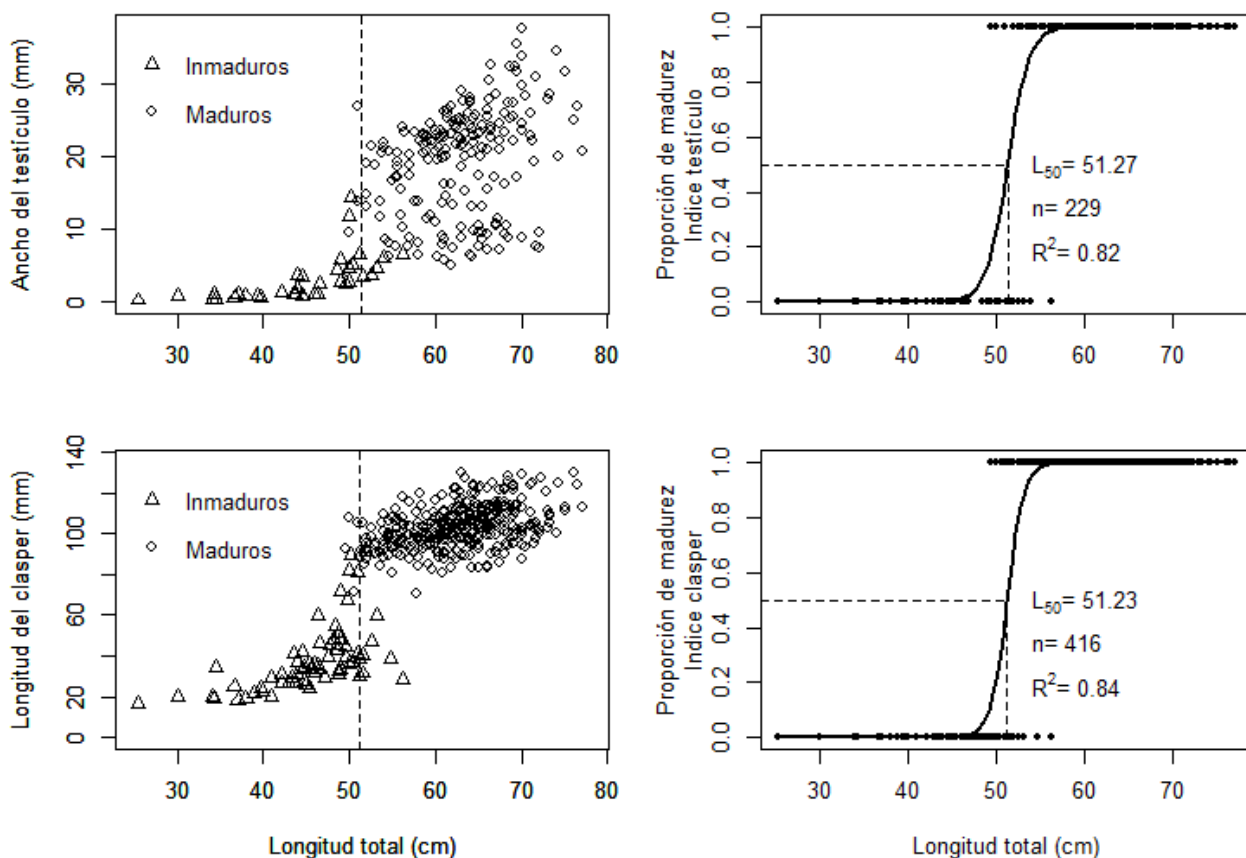 Ancho del testículo (mm)
0 10 20 30
Inmaduros
Maduros
30 40 50 60 70 80
Proporción de madurez
Indice testículo
0.0 0.2 0.4 0.6 0.8 1.0
L50= 51.27
n= 229
R2= 0.82
30 40 50 60 70
Longitud del clasper (mm)
0 20 60 100 140
Inmaduros
Maduros
30 40 50 60 70 80
Longitud total (cm)
Proporción de madurez
Indice clasper
0.0 0.2 0.4 0.6 0.8 1.0
L50= 51.23
n= 416
R2= 0.84
30 40 50 60 70
Longitud total (cm)